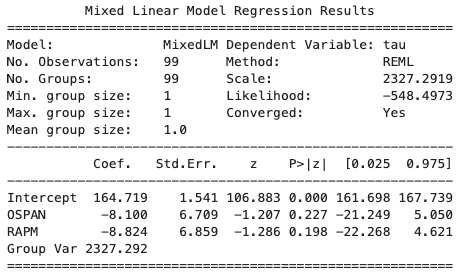 Mixed Linear Model Regression Results
========================================================
Model: MixedLM Dependent Variable: tau
No. Observations: 99 Method: REML
No. Groups: 99 Scale: 2327.2919
Min. group size: 1 Likelihood: -548.4973
Max. group size: 1 Converged: Yes
Mean group size: 1.0
--------------------------------------------------------
Coef. Std.Err. z P>|z| [0.025 0.975]
--------------------------------------------------------
Intercept 164.719 1.541 106.883 0.000 161.698 167.739
OSPAN -8.100 6.709 -1.207 0.227 -21.249 5.050
RAPM -8.824 6.859 -1.286 0.198 -22.268 4.621
Group Var 2327.292
========================================================